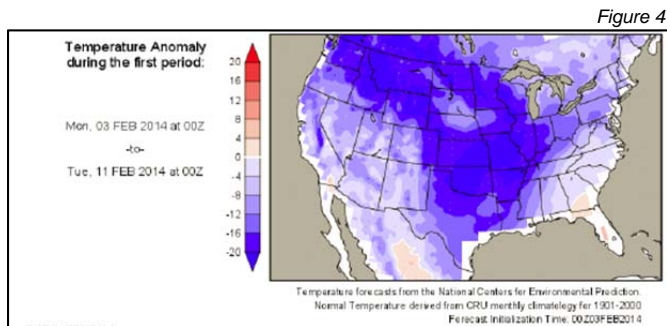 Figure 4
Temperature Anomaly
during the first period:
Mon, 03 FEB 2014 at 00Z
-to-
Tue, 11 FEB 2014 at 00Z
20
16
12
8
4
0
-4
-8
-12
-16
-20
Temperature forecasts from the National Centers for Environmental Prediction.
Normal Temperature derived from CRU monthly climatology for 1901-2000
Forecast Initialization Time: 00Z03FEB2014